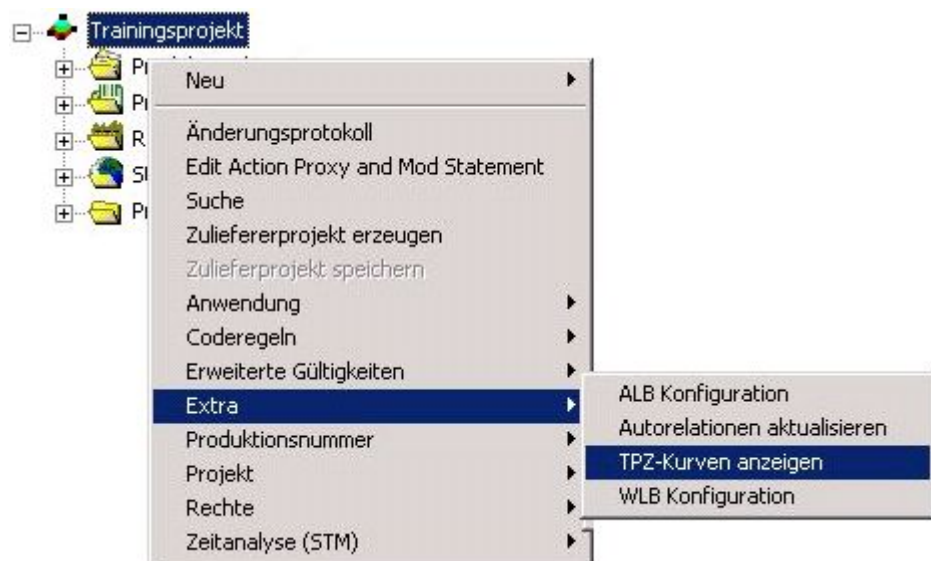 Trainingsprojekt
Neu
Änderungsprotokoll
Edit Action Proxy and Mod Statement
Suche
Zuliefererprojekt erzeugen
Zulieferprojekt speichern
Anwendung
Coderegeln
Erweiterte Gültigkeiten
Extra
Produktionsnummer
Projekt
Rechte
Zeitanalyse (STM)
ALB Konfiguration
Autorelationen aktualisieren
TPZ-Kurven anzeigen
WLB Konfiguration